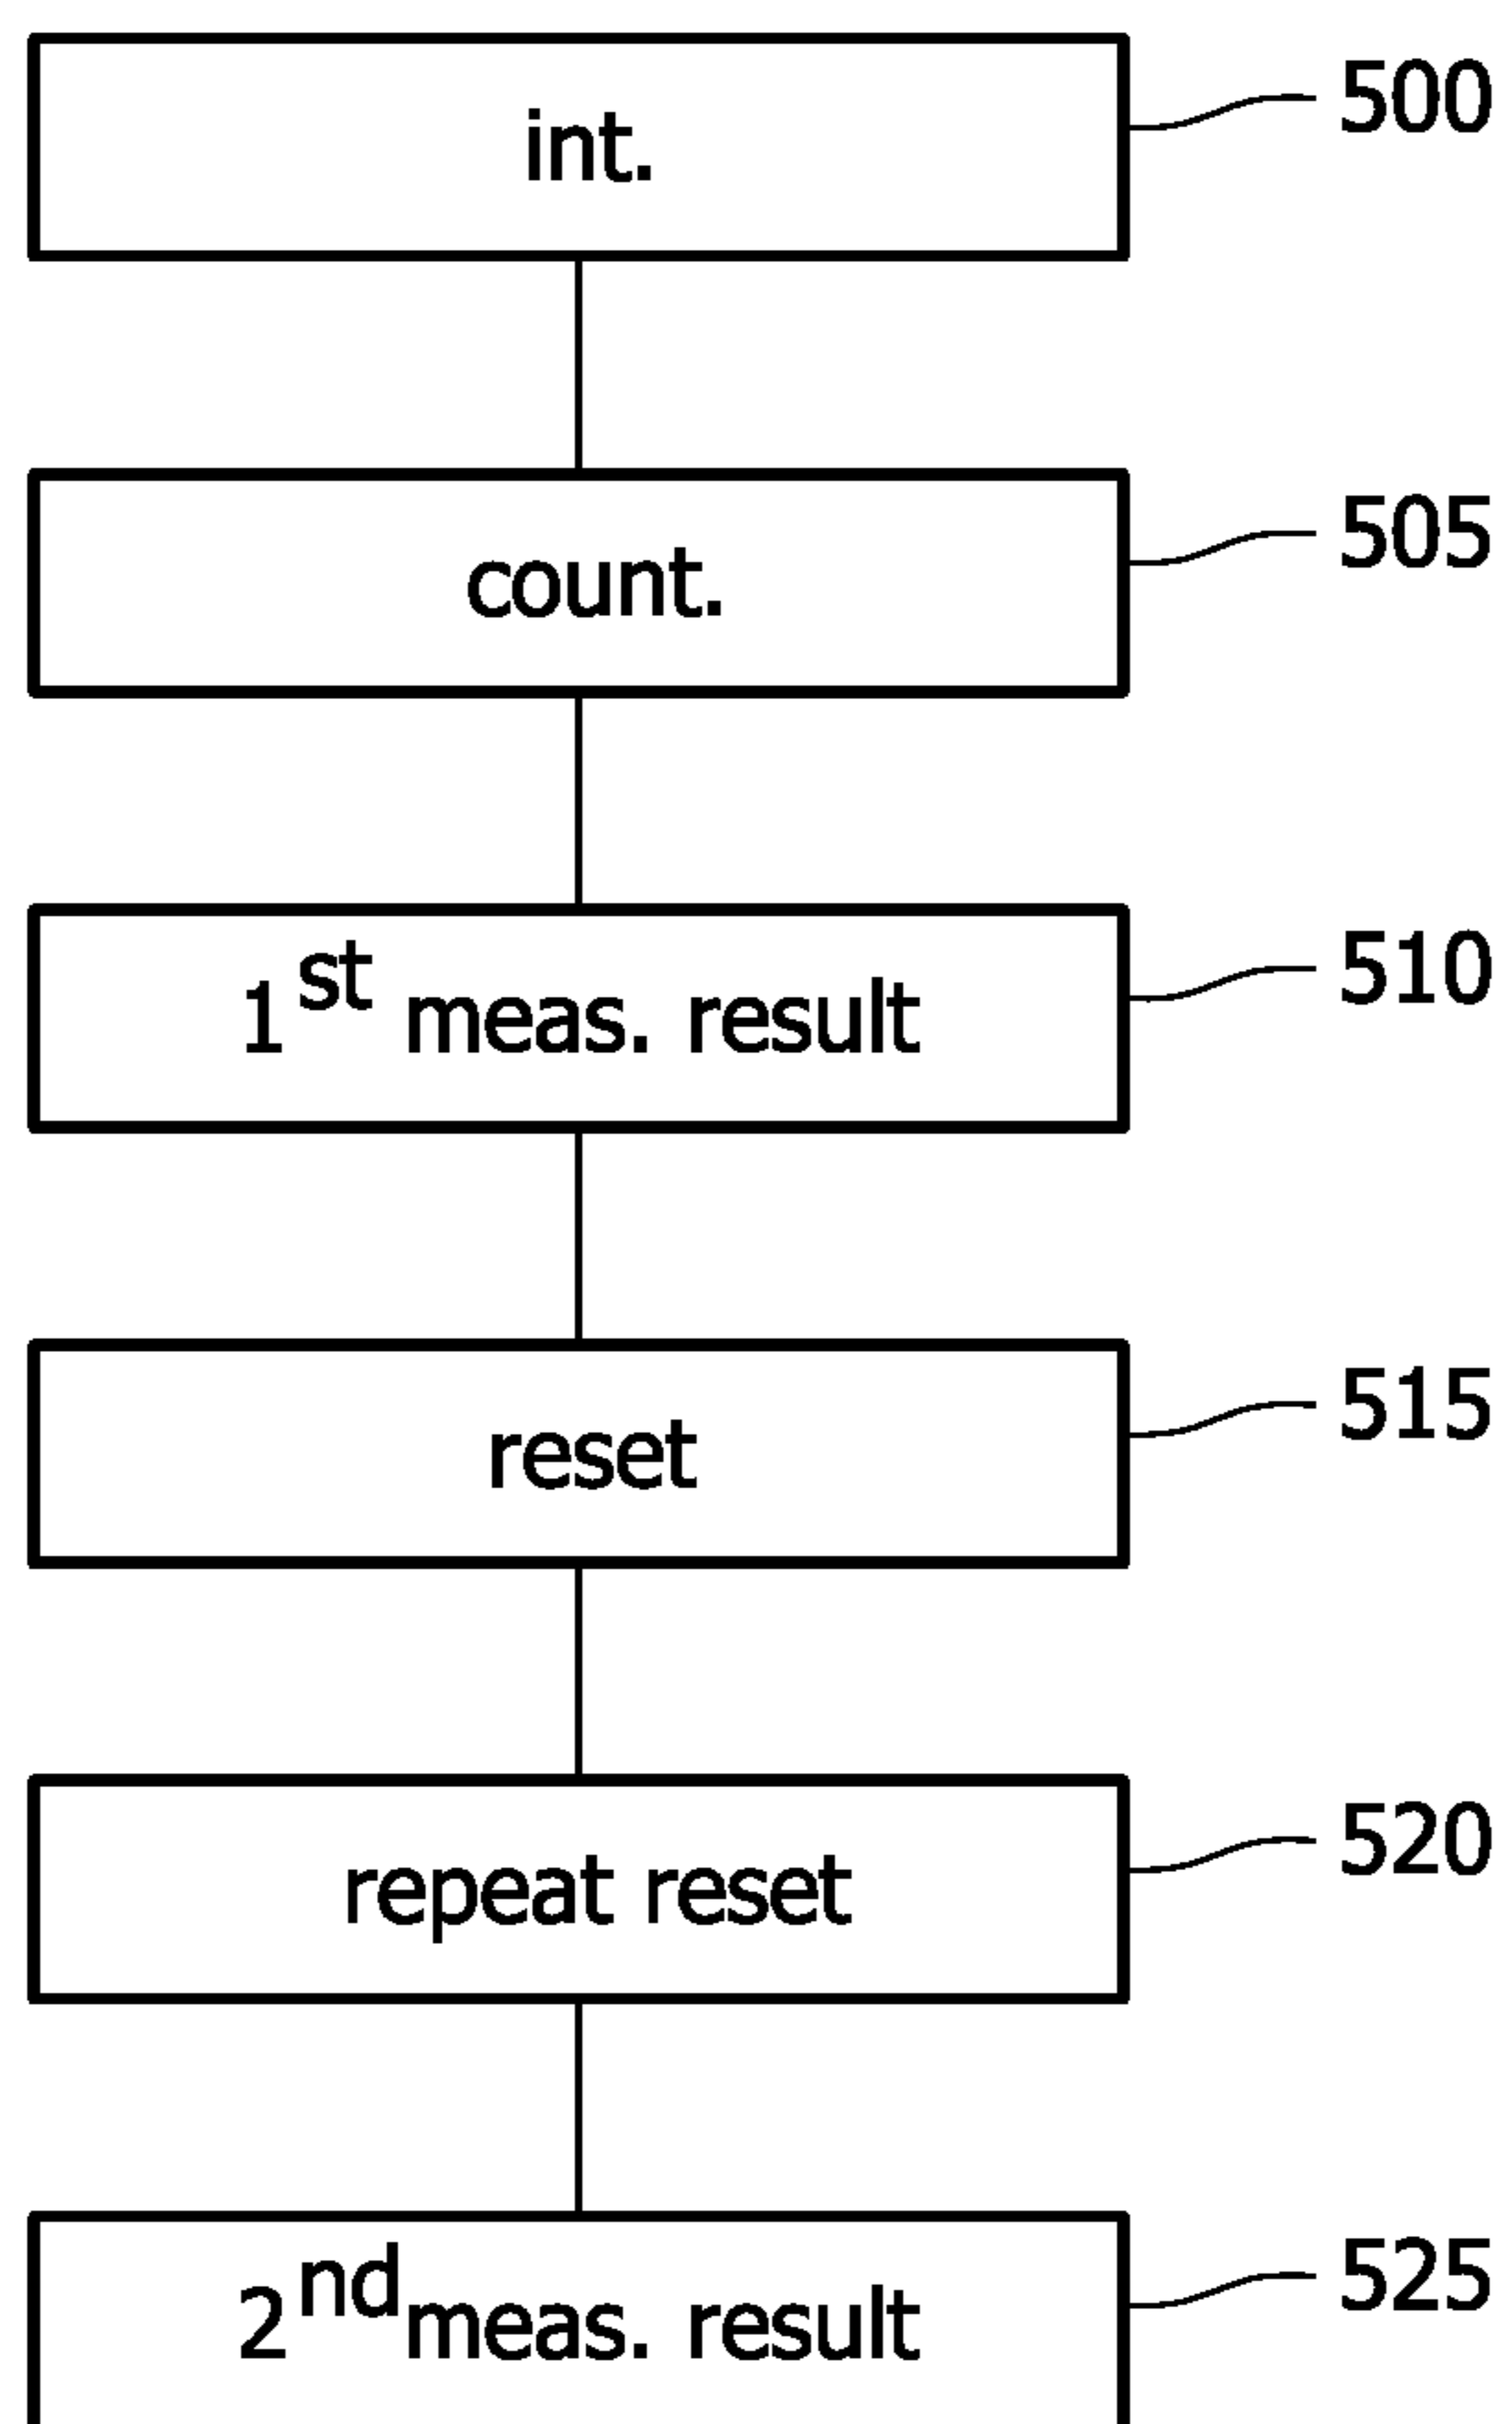 int. 500
count. 505
1st meas. result 510
reset 515
repeat reset 520
2nd meas. result 525